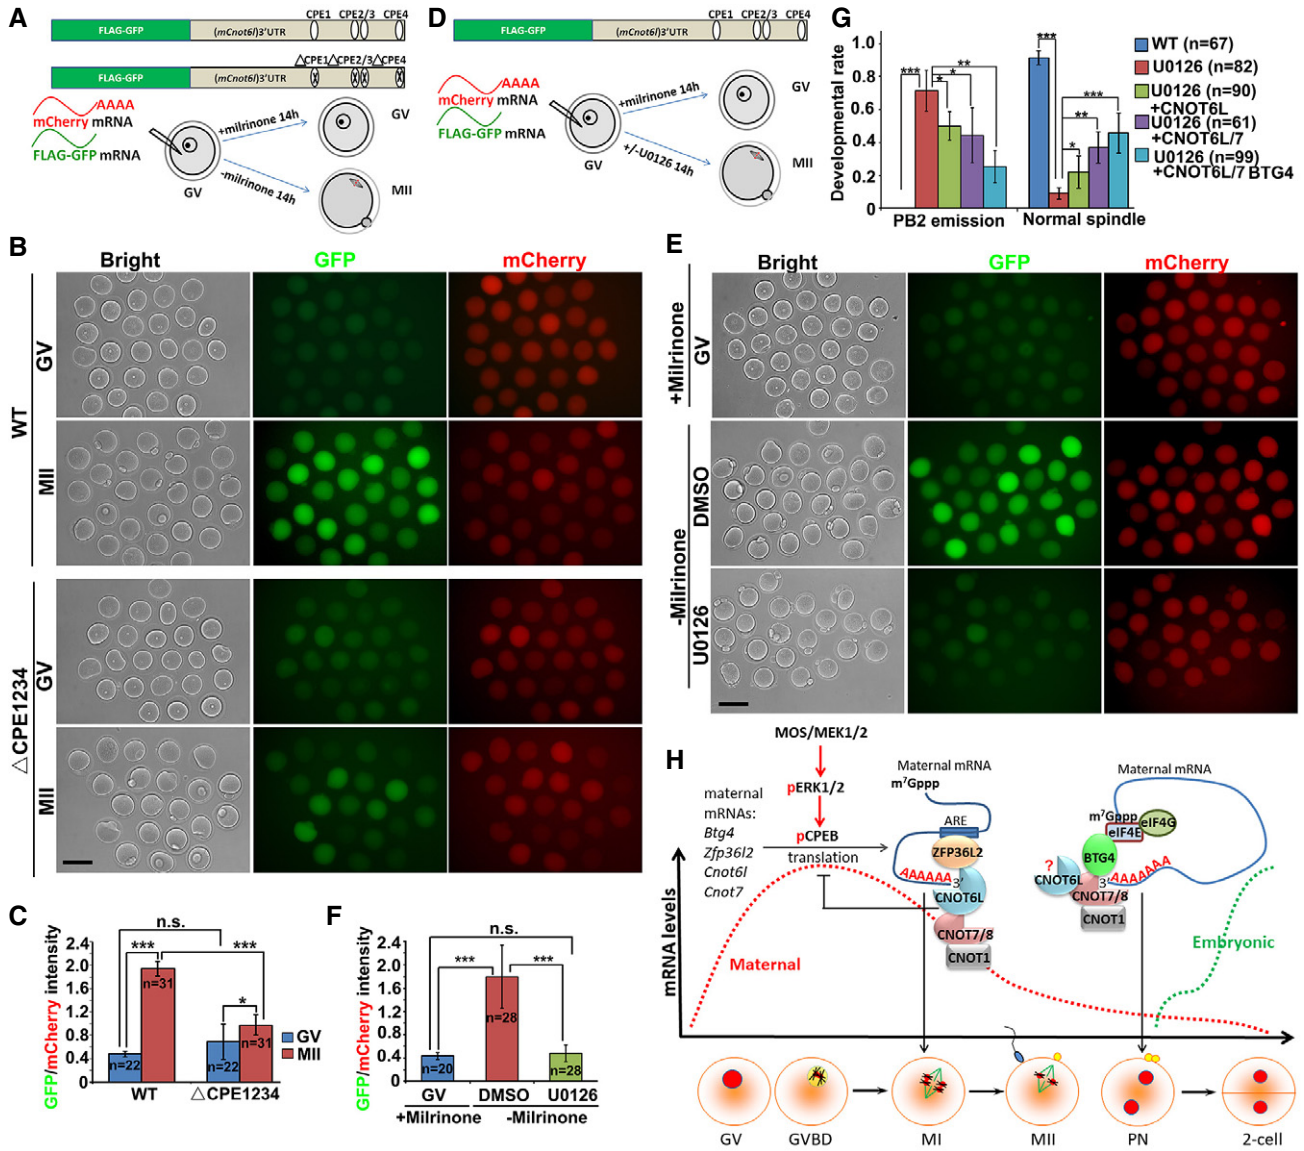 A
FLAG-GFP
(mCnot6l)3'UTR
CPE1 CPE2/3 CPE4
FLAG-GFP
(mCnot6l)3'UTR
△CPE1△CPE2/3△CPE4
X X X X
AAAA
mCherry mRNA
FLAG-GFP mRNA
GV
+milrinone 14h
-milrinone 14h
GV
MII
D
FLAG-GFP
(mCnot6l)3'UTR
CPE1 CPE2/3 CPE4
AAAA
mCherry mRNA
FLAG-GFP mRNA
GV
+milrinone 14h
+/-U0126 14h
GV
MII
G
Developmental rate
1.0
0.8
0.6
0.4
0.2
0
*** * * **
*** * ** ***
PB2 emission
Normal spindle
WT (n=67)
U0126 (n=82)
U0126 (n=90)
+CNOT6L
U0126 (n=61)
+CNOT6L/7
U0126 (n=99)
+CNOT6L/7 BTG4
B
Bright GFP mCherry
WT
GV
MII
△CPE1234
GV
MII
E
Bright GFP mCherry
+Milrinone
GV
-Milrinone
DMSO
U0126
C
GFP/mCherry intensity
2.4
2.0
1.6
1.2
0.8
0.4
0
n.s.
*** ***
*
n=22
n=31
n=22
n=31
WT △CPE1234
GV
MII
F
GFP/mCherry intensity
2.4
2.0
1.6
1.2
0.8
0.4
0
n.s.
*** ***
n=20
n=28
n=28
GV DMSO U0126
+Milrinone -Milrinone
H
MOS/MEK1/2
pERK1/2
pCPEB
translation
maternal
mRNAs:
Btg4
Zfp36l2
Cnot6l
Cnot7
Maternal mRNA
m7Gppp
ARE
ZFP36L2
AAAAAA
3'
CNOT6L
CNOT7/8
CNOT1
Maternal mRNA
m7Gppp
eIF4G
eIF4E
BTG4
?
CNOT6L
3'
AAAAAAA
CNOT7/8
CNOT1
mRNA levels
Maternal
Embryonic
GV
GVBD
MI
MII
PN
2-cell